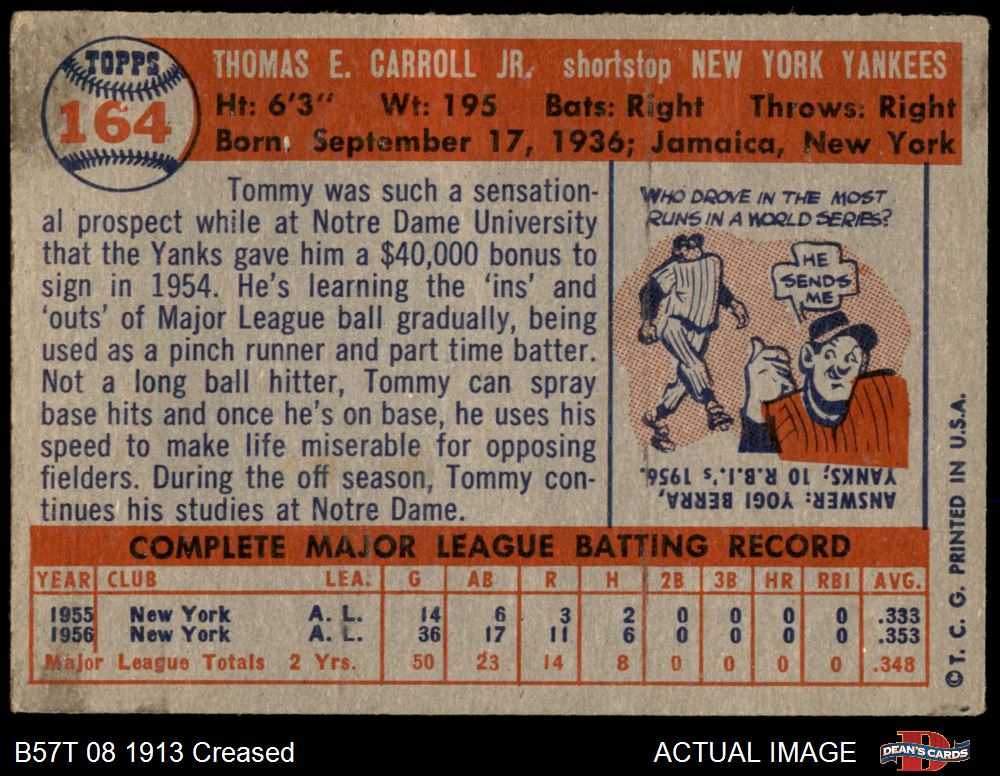 TOPPS
164
THOMAS E. CARROLL JR. shortstop NEW YORK YANKEES
Ht: 6'3" Wt: 195 Bats: Right Throws: Right
Born: September 17, 1936; Jamaica, New York
Tommy was such a sensation-
al prospect while at Notre Dame University
that the Yanks gave him a $40,000 bonus to
sign in 1954. He's learning the 'ins' and
'outs' of Major League ball gradually, being
used as a pinch runner and part time batter.
Not a long ball hitter, Tommy can spray
base hits and once he's on base, he uses his
speed to make life miserable for opposing
fielders. During the off season, Tommy con-
tinues his studies at Notre Dame.
WHO DROVE IN THE MOST
RUNS IN A WORLD SERIES?
HE
SENDS
ME
ANSWER: YOGI BERRA,
YANKS; 10 R.B.I.'s 1956.
COMPLETE MAJOR LEAGUE BATTING RECORD
YEAR CLUB LEA. G AB R H 2B 3B HR RBI AVG.
1955 New York A. L. 14 6 3 2 0 0 0 0 .333
1956 New York A. L. 36 17 11 6 0 0 0 0 .353
Major League Totals 2 Yrs. 50 23 14 8 0 0 0 0 .348
© T. C. G. PRINTED IN U.S.A.
B57T 08 1913 Creased
ACTUAL IMAGE
DEAN'S CARDS